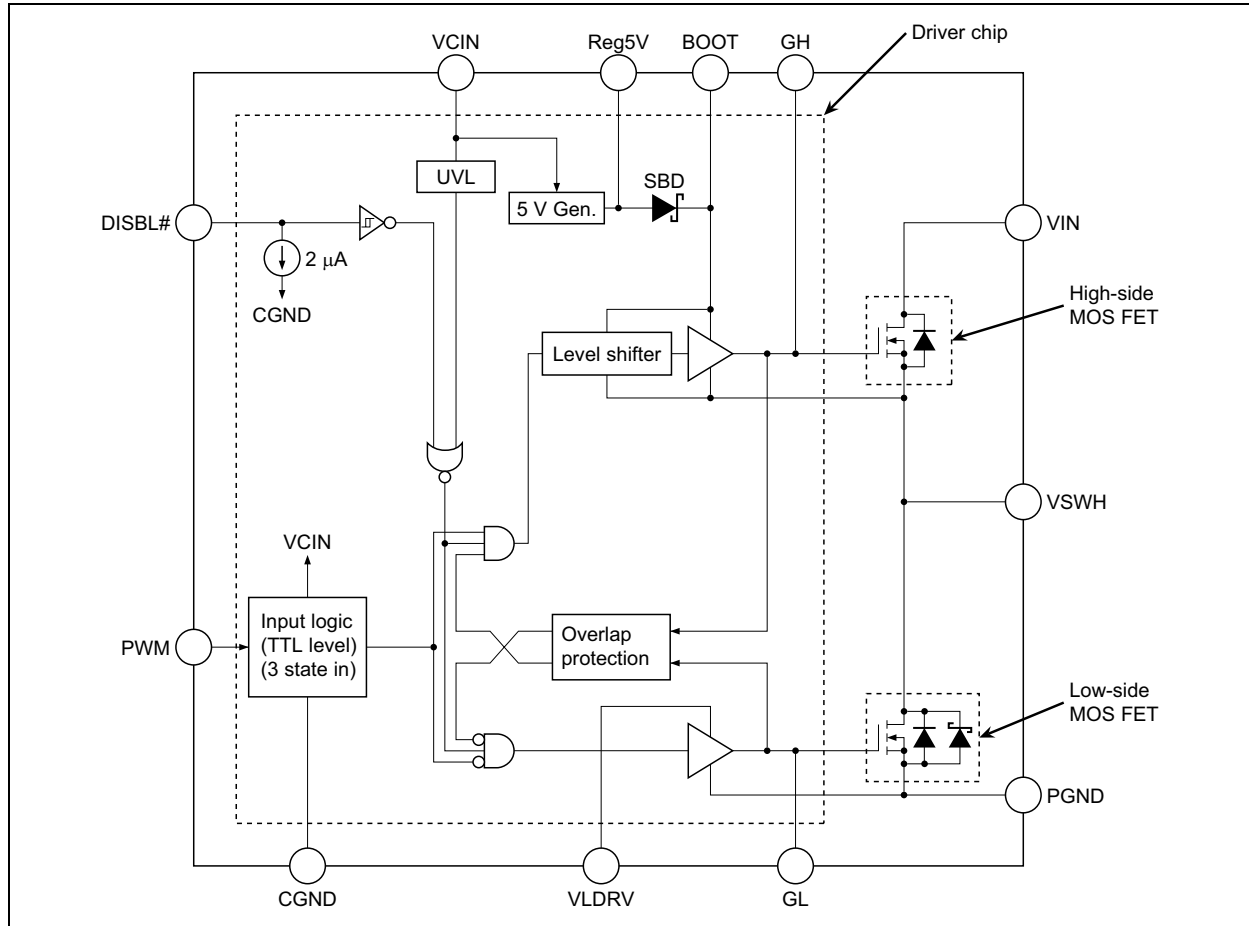 Driver chip
VCIN
Reg5V
BOOT
GH
UVL
SBD
5 V Gen.
DISBL#
2 μA
CGND
VIN
High-side
MOS FET
Level shifter
VSWH
VCIN
Input logic
(TTL level)
(3 state in)
PWM
Overlap
protection
Low-side
MOS FET
PGND
CGND
VLDRV
GL